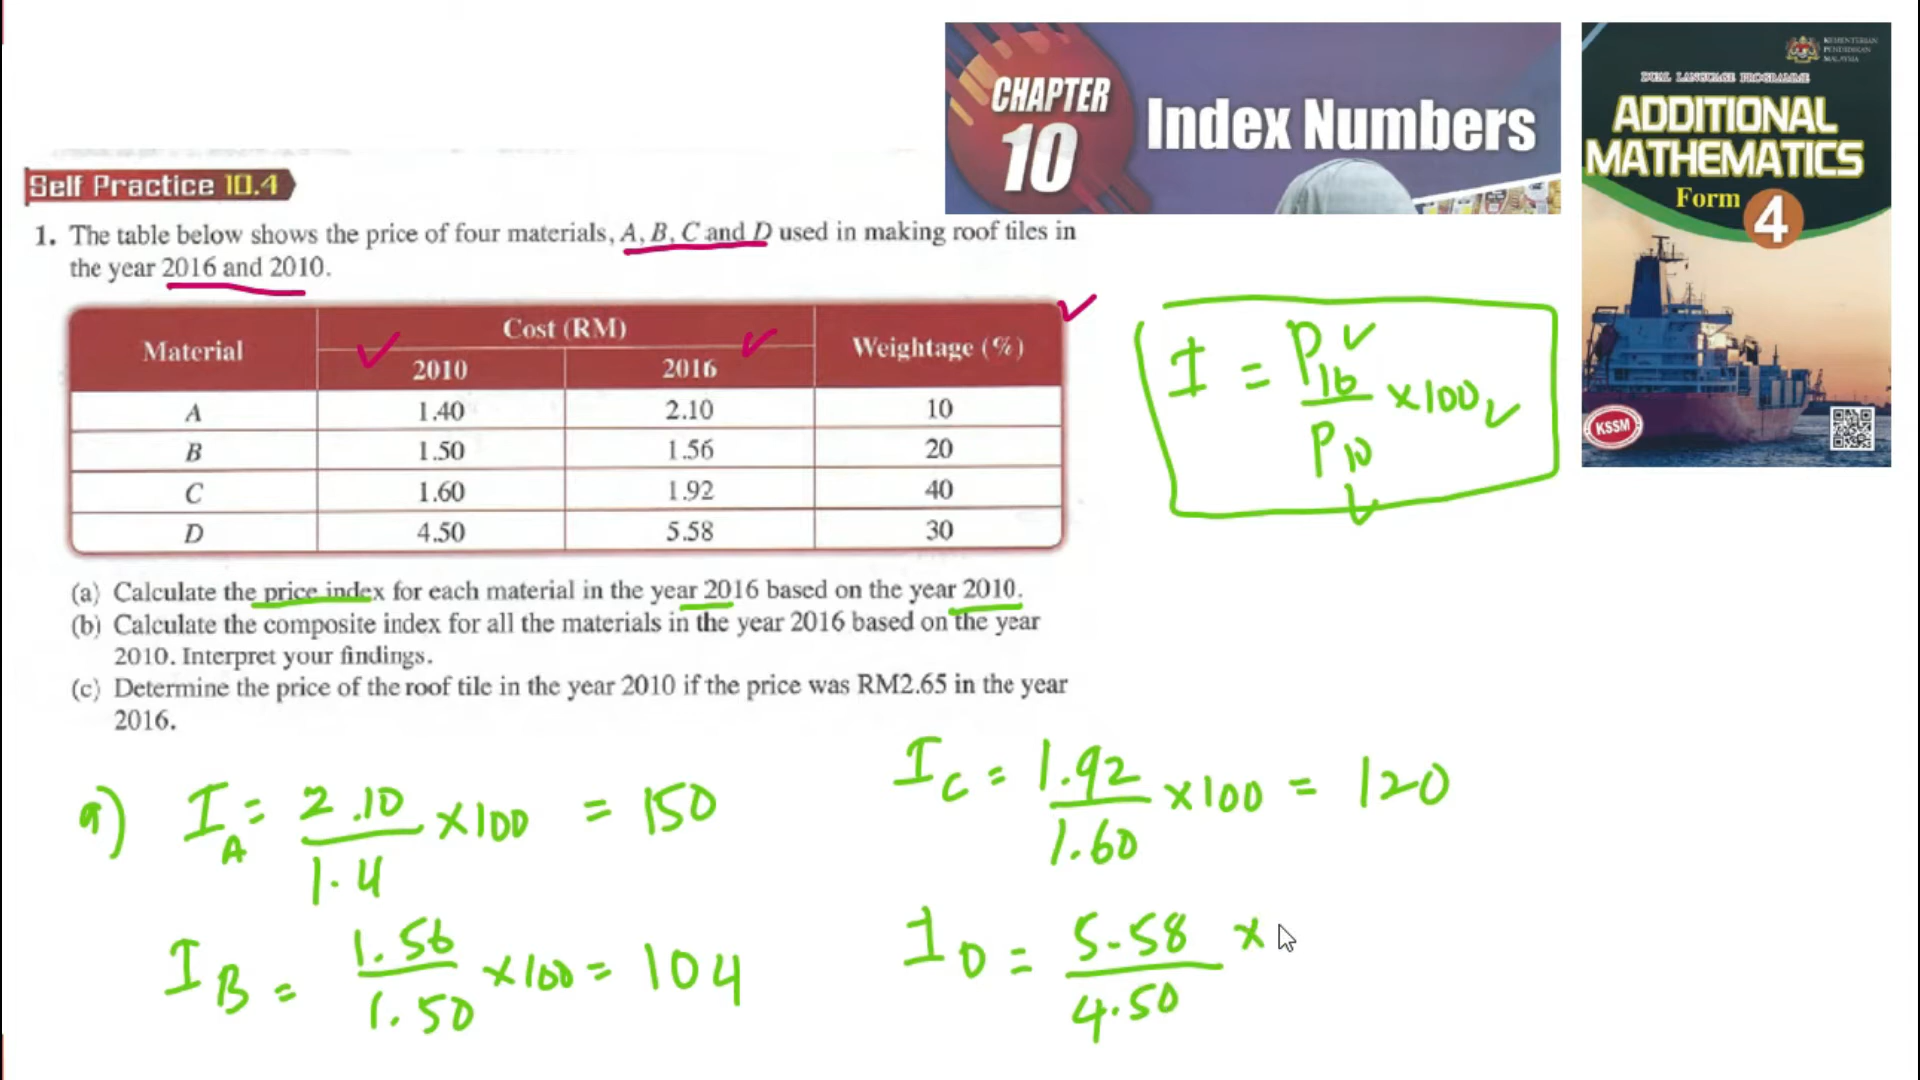 CHAPTER
10
Index Numbers
KEMENTERIAN
PENDIDIKAN
MALAYSIA
DUAL LANGUAGE PROGRAMME
ADDITIONAL
MATHEMATICS
Form 4
KSSM
Self Practice 10.4
1. The table below shows the price of four materials, A, B, C and D used in making roof tiles in
the year 2016 and 2010.
Material Cost (RM) Weightage (%)
2010 2016
A 1.40 2.10 10
B 1.50 1.56 20
C 1.60 1.92 40
D 4.50 5.58 30
I = P16/P10 ×100
(a) Calculate the price index for each material in the year 2016 based on the year 2010.
(b) Calculate the composite index for all the materials in the year 2016 based on the year
2010. Interpret your findings.
(c) Determine the price of the roof tile in the year 2010 if the price was RM2.65 in the year
2016.
a) I_A = 2.10/1.4 ×100 = 150
I_B = 1.56/1.50 ×100 = 104
I_C = 1.92/1.60 ×100 = 120
I_D = 5.58/4.50 ×